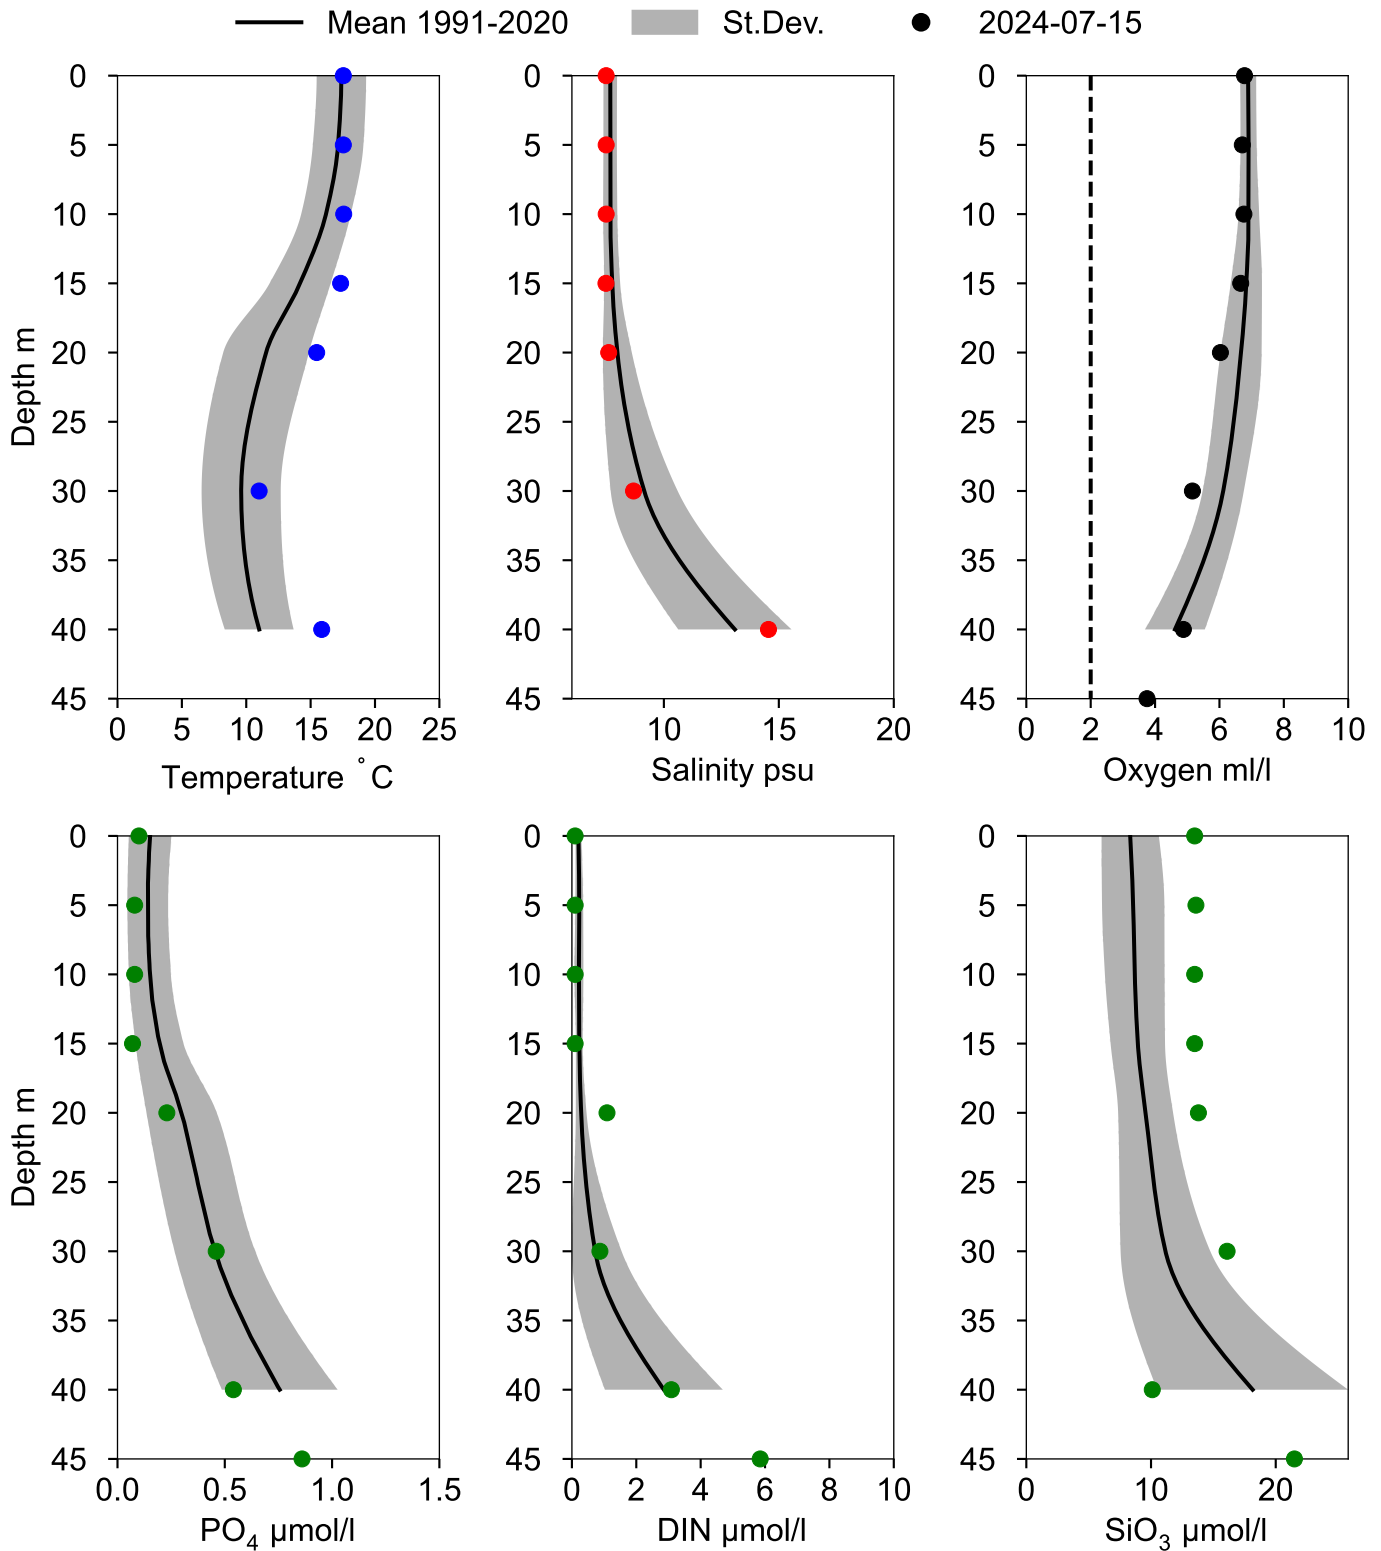 Mean 1991-2020 St.Dev. 2024-07-15
0 0 0
5 5 5
10 10 10
15 15 15
20 20 20
25 25 25
30 30 30
35 35 35
40 40 40
45 45 45
Depth m
0 5 10 15 20 25 10 15 20 0 2 4 6 8 10
Temperature °C Salinity psu Oxygen ml/l
0 0 0
5 5 5
10 10 10
15 15 15
20 20 20
25 25 25
30 30 30
35 35 35
40 40 40
45 45 45
Depth m
0.0 0.5 1.0 1.5 0 2 4 6 8 10 0 10 20
PO₄ µmol/l DIN µmol/l SiO₃ µmol/l